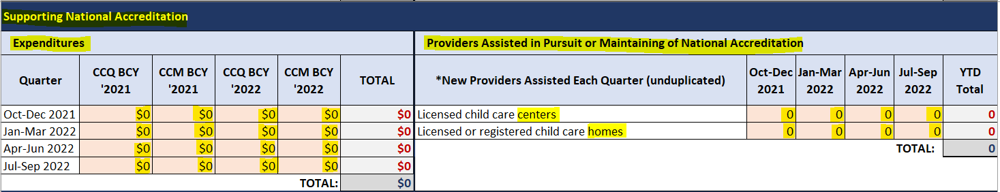 Supporting National Accreditation
Expenditures
Quarter CCQ BCY '2021 CCM BCY '2021 CCQ BCY '2022 CCM BCY '2022 TOTAL
Oct-Dec 2021 $0 $0 $0 $0 $0
Jan-Mar 2022 $0 $0 $0 $0 $0
Apr-Jun 2022 $0 $0 $0 $0 $0
Jul-Sep 2022 $0 $0 $0 $0 $0
TOTAL: $0
Providers Assisted in Pursuit or Maintaining of National Accreditation
*New Providers Assisted Each Quarter (unduplicated) Oct-Dec 2021 Jan-Mar 2022 Apr-Jun 2022 Jul-Sep 2022 YTD Total
Licensed child care centers 0 0 0 0 0
Licensed or registered child care homes 0 0 0 0 0
TOTAL: 0